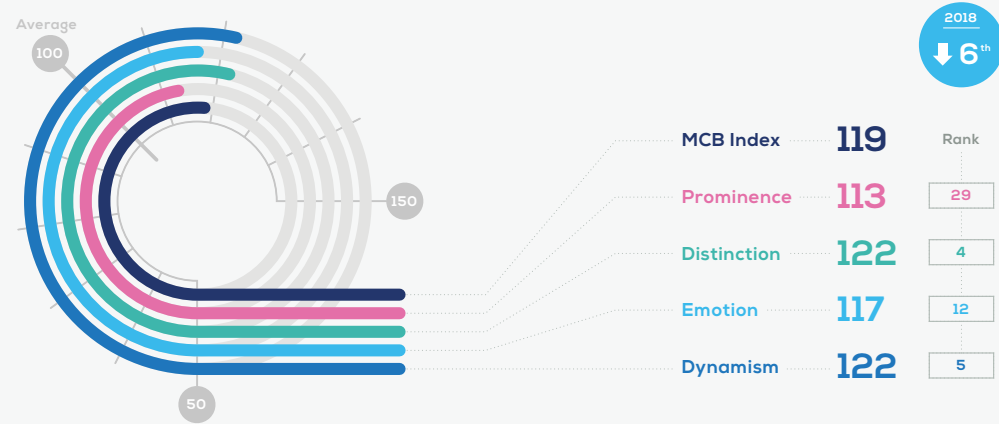 Average
100
150
50
2018
6th
MCB Index 119 Rank
Prominence 113 29
Distinction 122 4
Emotion 117 12
Dynamism 122 5